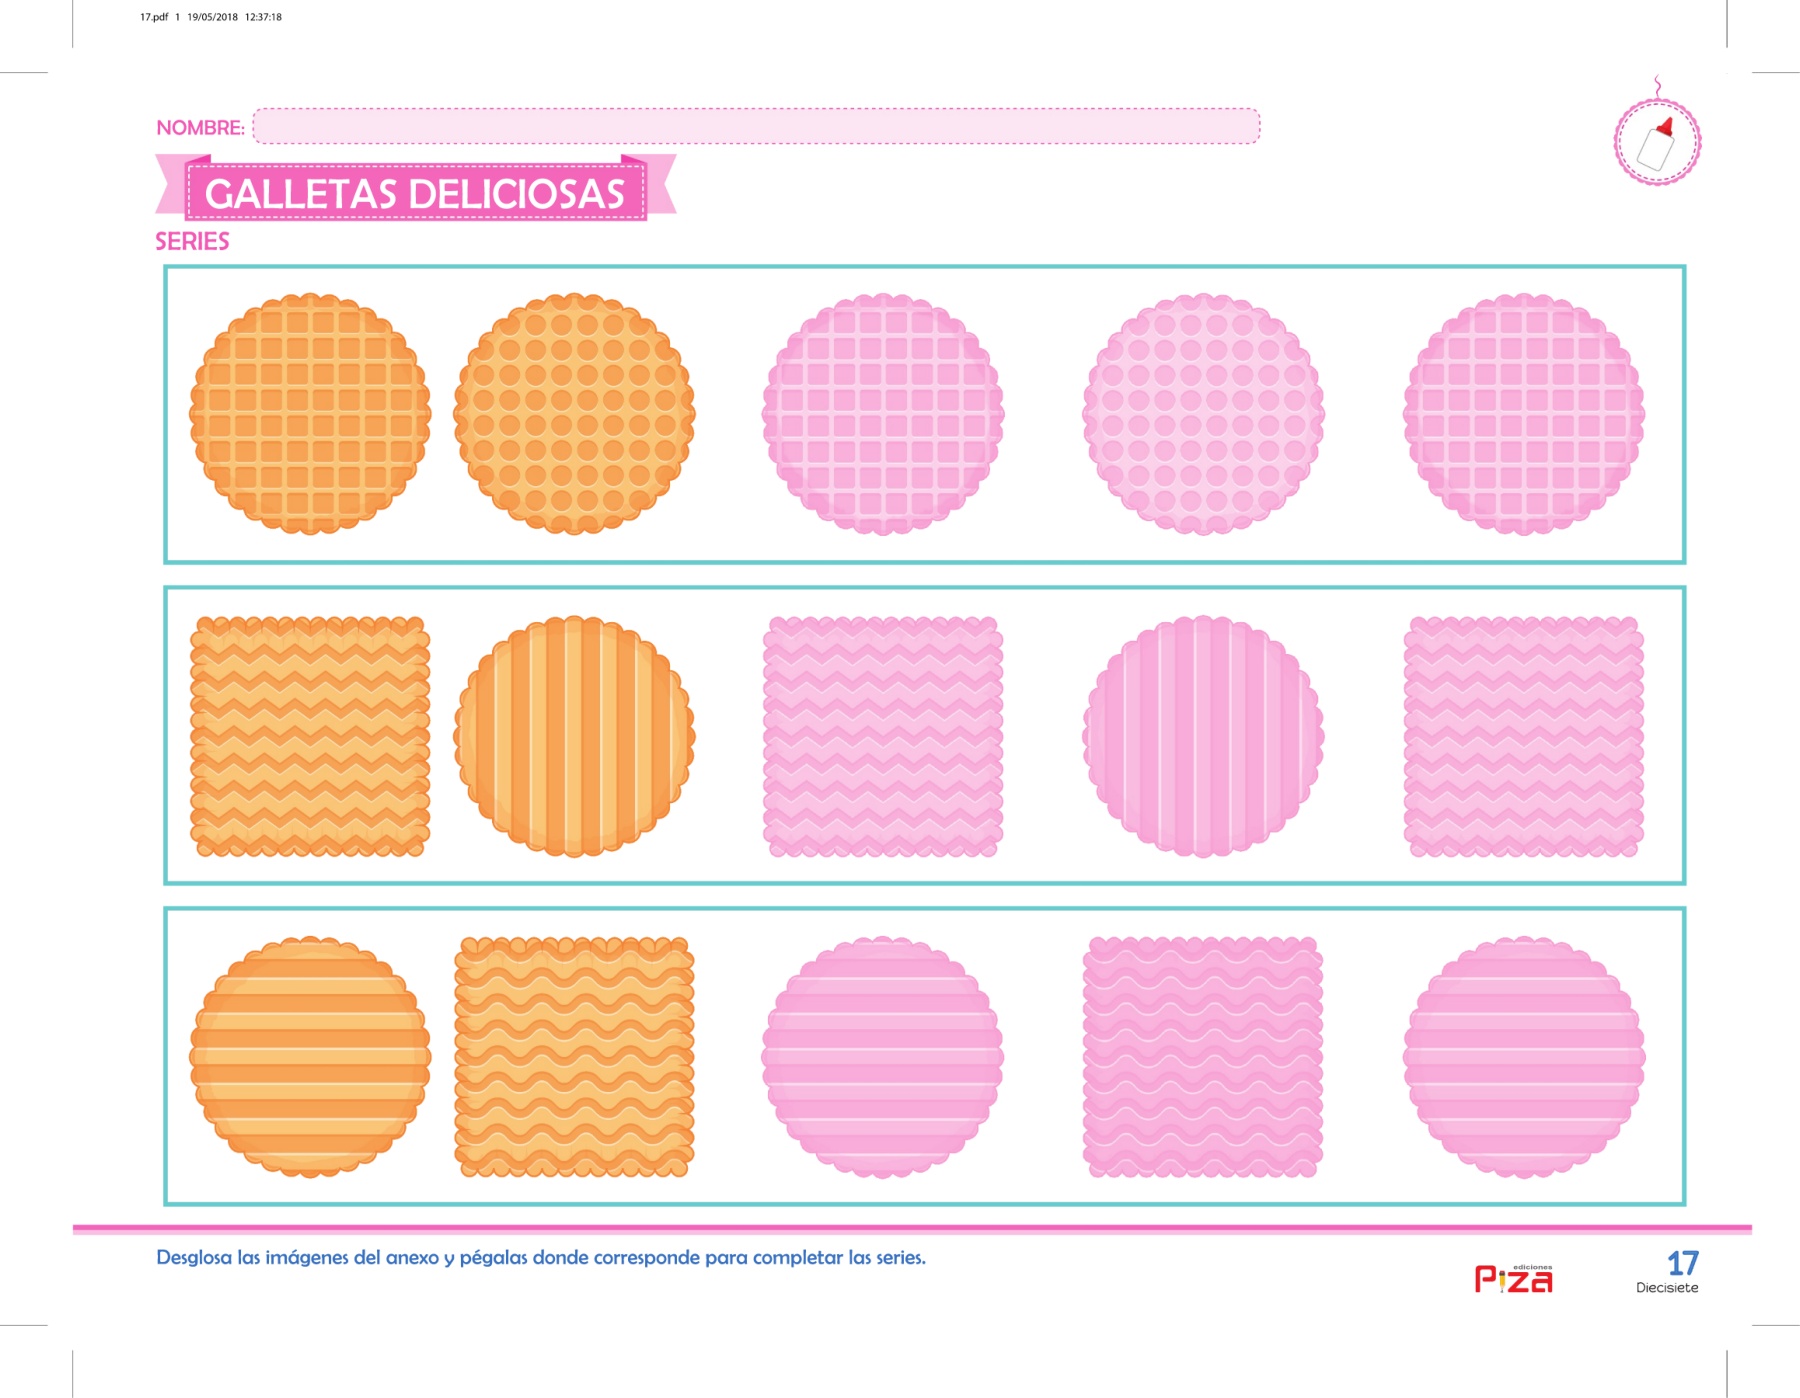 17.pdf 1 19/05/2018 12:37:18
NOMBRE:
GALLETAS DELICIOSAS
SERIES
Desglosa las imágenes del anexo y pégalas donde corresponde para completar las series.
ediciones
Piza
17
Diecisiete